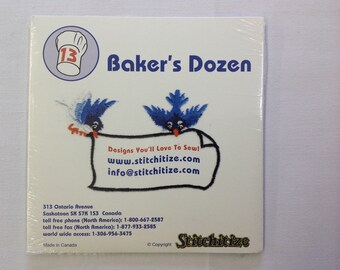 13
Baker's Dozen
Designs You'll Love To Sew!
www.stitchitize.com
info@stitchitize.com
313 Ontario Avenue
Saskatoon SK S7K 1S3 Canada
toll free phone (North America): 1-800-667-2587
toll free fax (North America): 1-877-933-2585
world wide access: 1-306-956-3475
Made in Canada
© Copyright
Stitchitize